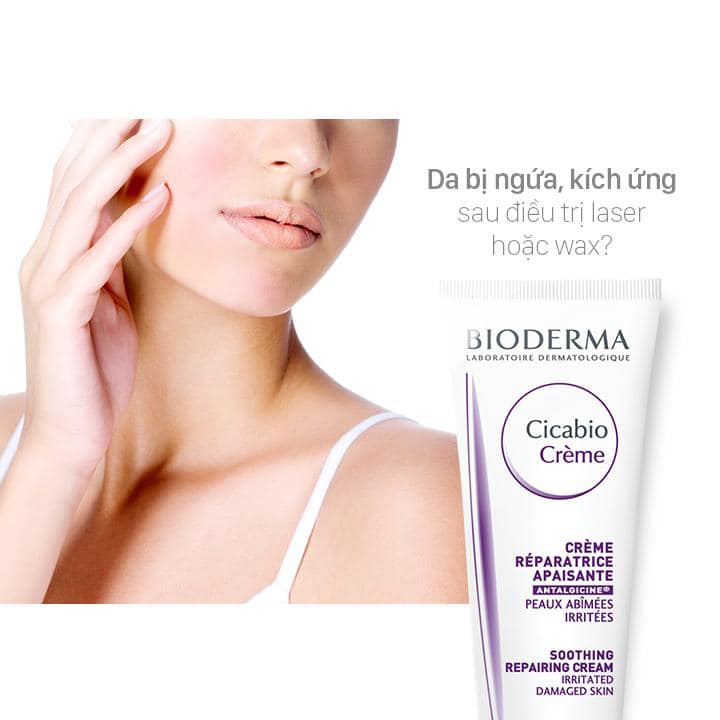 Da bị ngứa, kích ứng
sau điều trị laser
hoặc wax?
BIODERMA
LABORATOIRE DERMATOLOGIQUE
Cicabio
Crème
CRÈME
RÉPARATRICE
APAISANTE
ANTALGICINE
PEAUX ABÎMÉES
IRRITÉES
SOOTHING
REPAIRING CREAM
IRRITATED
DAMAGED SKIN